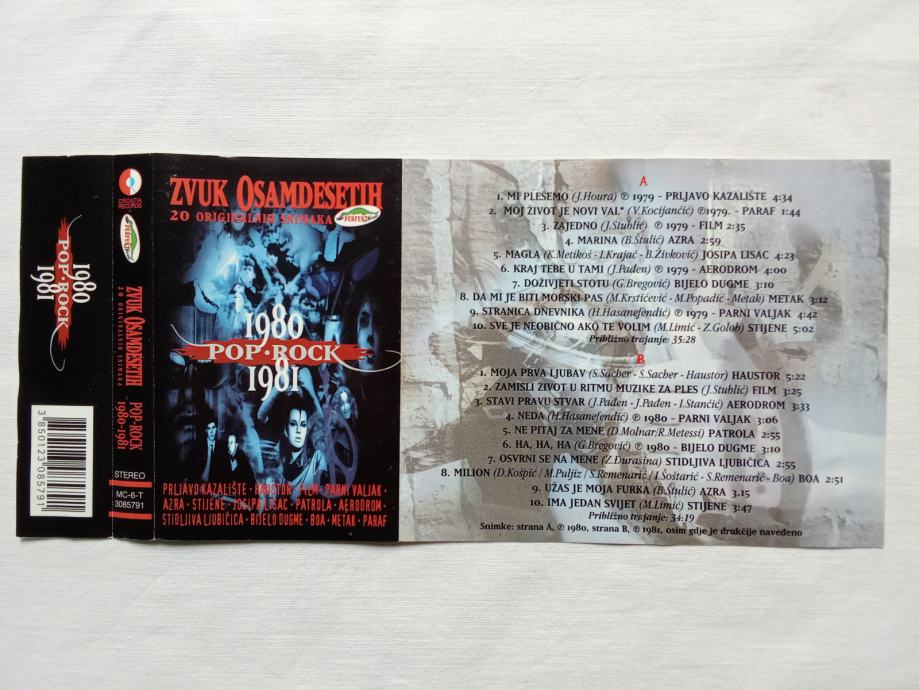 1980
POP·ROCK
1981
3850123085791
CROATIA
RECORDS
PERFEKT
ZVUK OSAMDESETIH
20 ORIGINALNIH SNIMAKA
POP-ROCK
1980-1981
STEREO
MC-6-T
3085791
ZVUK OSAMDESETIH
20 ORIGINALNIH SNIMAKA
PERFEKT
1980
POP·ROCK
1981
PRLJAVO KAZALIŠTE · HAUSTOR · FILM · PARNI VALJAK ·
AZRA · STIJENE · JOSIPA LISAC · PATROLA · AERODROM ·
STIDLJIVA LJUBIČICA · BIJELO DUGME · BOA · METAK · PARAF
A
1. MI PLEŠEMO (J.Houra) ℗ 1979 - PRLJAVO KAZALIŠTE 4:34
2. "MOJ ŽIVOT JE NOVI VAL" (V.Kocijančić) ℗1979. - PARAF 1:44
3. ZAJEDNO (J.Stublić) ℗ 1979 - FILM 2:35
4. MARINA (B.Štulić) AZRA 2:59
5. MAGLA (K.Metikoš - I.Krajač - B.Živković) JOSIPA LISAC 4:23
6. KRAJ TEBE U TAMI (J.Pađen) ℗ 1979 - AERODROM 4:00
7. DOŽIVJETI STOTU (G.Bregović) BIJELO DUGME 3:10
8. DA MI JE BITI MORSKI PAS (M.Krstićević - M.Popadić - Metak) METAK 3:12
9. STRANICA DNEVNIKA (H.Hasanefendić) ℗ 1979 - PARNI VALJAK 4:42
10. SVE JE NEOBIČNO AKO TE VOLIM (M.Limić - Z.Golob) STIJENE 5:02
Približno trajanje: 35:28
B
1. MOJA PRVA LJUBAV (S.Sacher - S.Sacher - Haustor) HAUSTOR 5:22
2. ZAMISLI ŽIVOT U RITMU MUZIKE ZA PLES (J.Stublić) FILM 3:25
3. STAVI PRAVU STVAR (J.Pađen - J.Pađen - I.Stančić) AERODROM 3:33
4. NEDA (H.Hasanefendić) ℗ 1980 - PARNI VALJAK 3:06
5. NE PITAJ ZA MENE (D.Molnar/R.Metessi) PATROLA 2:55
6. HA, HA, HA (G.Bregović) ℗ 1980 - BIJELO DUGME 3:10
7. OSVRNI SE NA MENE (Z.Durašina) STIDLJIVA LJUBIČICA 2:55
8. MILION (D.Košpić / M.Puljiz / S.Remenarić / I.Šoštarić - S.Remenarić - Boa) BOA 2:51
9. UŽAS JE MOJA FURKA (B.Štulić) AZRA 3.15
10. IMA JEDAN SVIJET (M.Limić) STIJENE 3:47
Približno trajanje: 34:19
Snimke: strana A, ℗ 1980, strana B, ℗ 1981, osim gdje je drukčije navedeno